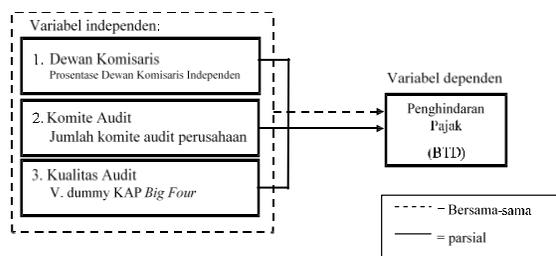 Variabel independen:
1. Dewan Komisaris
Prosentase Dewan Komisaris Independen
2. Komite Audit
Jumlah komite audit perusahaan
3. Kualitas Audit
V. dummy KAP Big Four
Variabel dependen
Penghindaran
Pajak
(BTD)
= Bersama-sama
= parsial